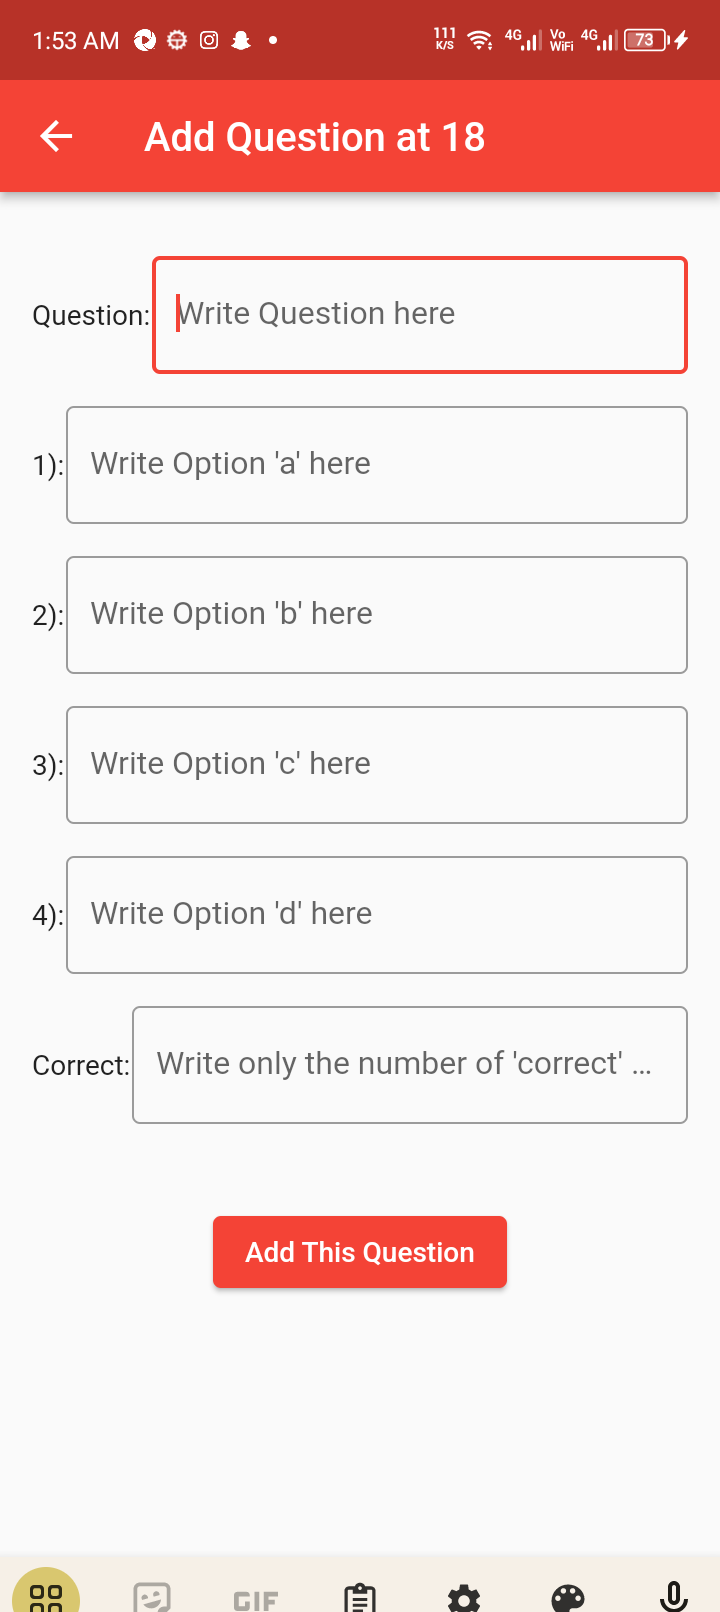 1:53 AM 111 K/S 4G Vo WiFi 4G 73
Add Question at 18
Question: Write Question here
1): Write Option 'a' here
2): Write Option 'b' here
3): Write Option 'c' here
4): Write Option 'd' here
Correct: Write only the number of 'correct' ...
Add This Question
GIF